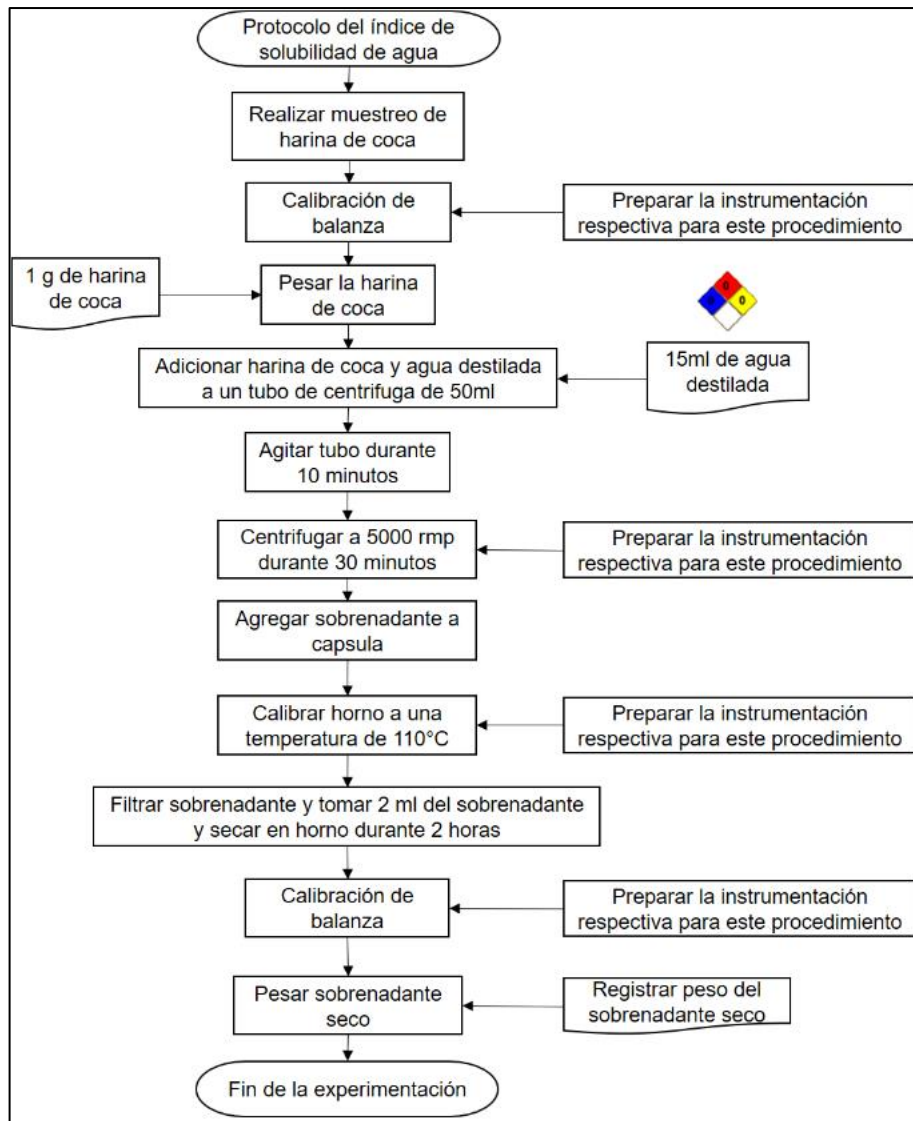 Protocolo del índice de
solubilidad de agua
Realizar muestreo de
harina de coca
Calibración de
balanza
Preparar la instrumentación
respectiva para este procedimiento
1 g de harina
de coca
Pesar la harina
de coca
0
0
0
Adicionar harina de coca y agua destilada
a un tubo de centrifuga de 50ml
15ml de agua
destilada
Agitar tubo durante
10 minutos
Centrifugar a 5000 rmp
durante 30 minutos
Preparar la instrumentación
respectiva para este procedimiento
Agregar sobrenadante a
capsula
Calibrar horno a una
temperatura de 110°C
Preparar la instrumentación
respectiva para este procedimiento
Filtrar sobrenadante y tomar 2 ml del sobrenadante
y secar en horno durante 2 horas
Calibración de
balanza
Preparar la instrumentación
respectiva para este procedimiento
Pesar sobrenadante
seco
Registrar peso del
sobrenadante seco
Fin de la experimentación